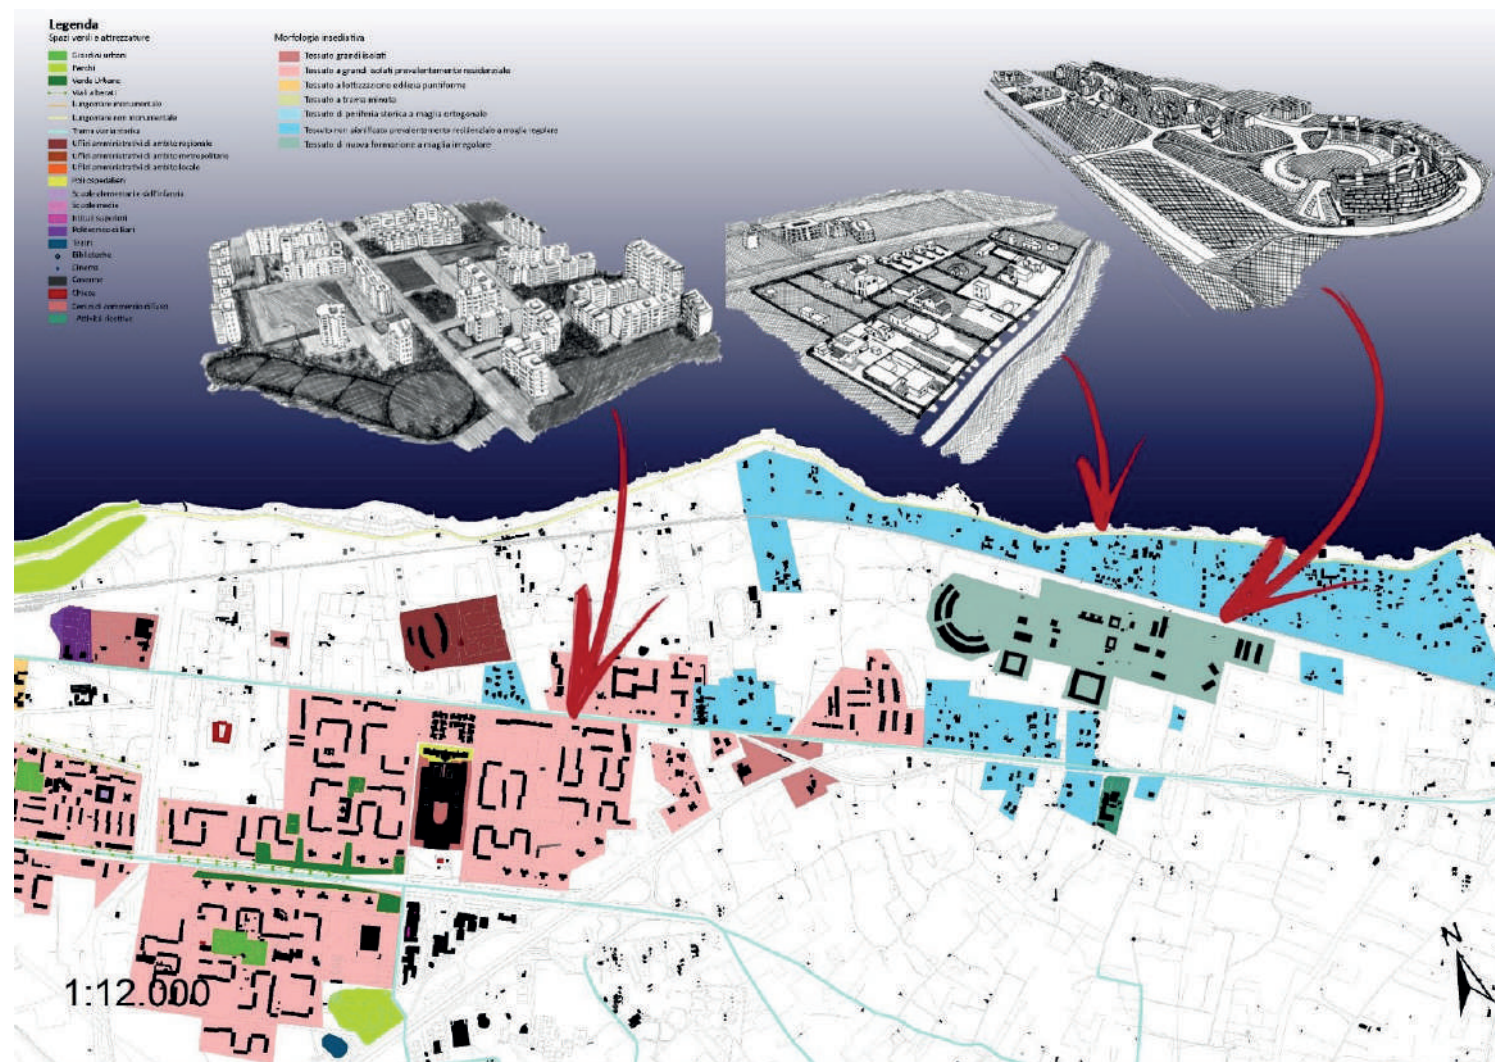 Legenda
Spazi verdi e attrezzature
Giardini urbani
Parchi
Verde Urbano
Viali alberati
Lungomare monumentale
Lungomare non monumentale
Trama viaria storica
Uffici amministrativi di ambito regionale
Uffici amministrativi di ambito metropolitano
Uffici amministrativi di ambito locale
Poli ospedalieri
Scuole elementari e dell'infanzia
Scuole medie
Istituti superiori
Politecnico di Bari
Teatri
Biblioteche
Cinema
Caserme
Chiese
Centri di commercio diffuso
Attività ricettive
Morfologia insediativa
Tessuto grandi isolati
Tessuto a grandi isolati prevalentemente residenziale
Tessuto a lottizzazione edilizia puntiforme
Tessuto a trama minuta
Tessuto di periferia storica a maglia ortogonale
Tessuto non pianificato prevalentemente residenziale a maglia regolare
Tessuto di nuova formazione a maglia irregolare
1:12.000
N